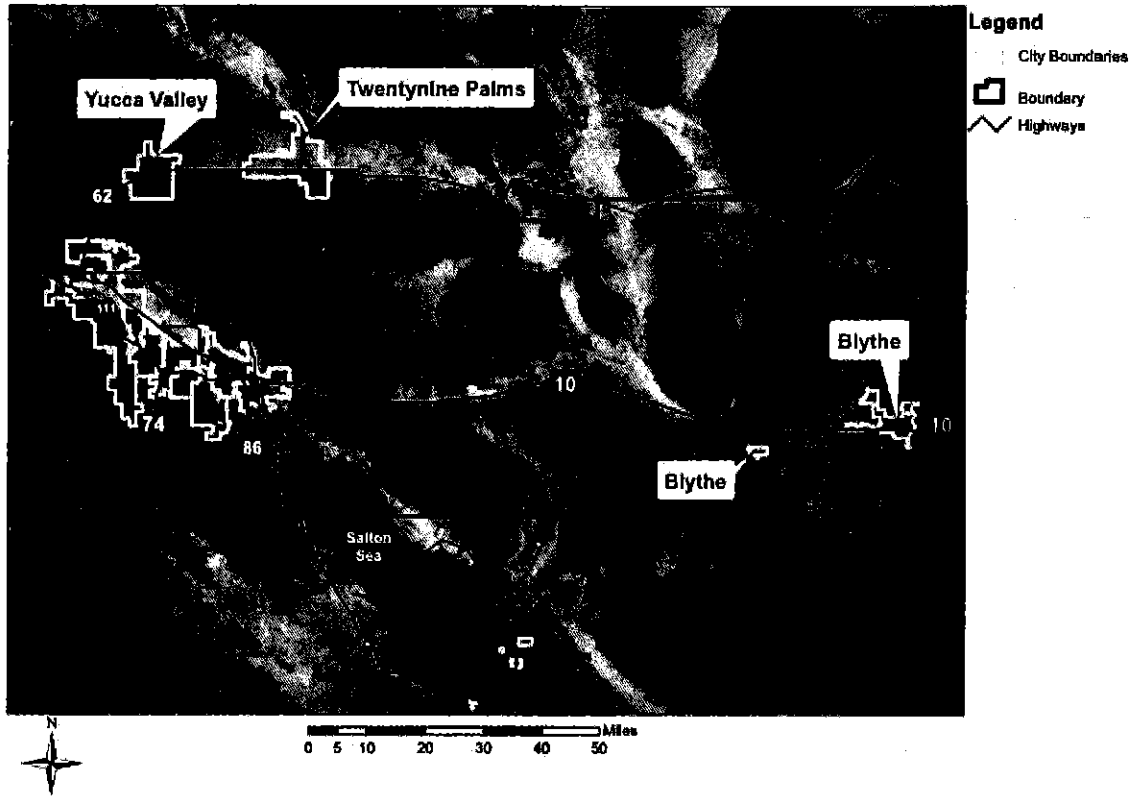 Legend
City Boundaries
Boundary
Highways
Twentynine Palms
Yucca Valley
62
111
Blythe
10
74
10
86
Blythe
Salton
Sea
N
Miles
0 5 10 20 30 40 50